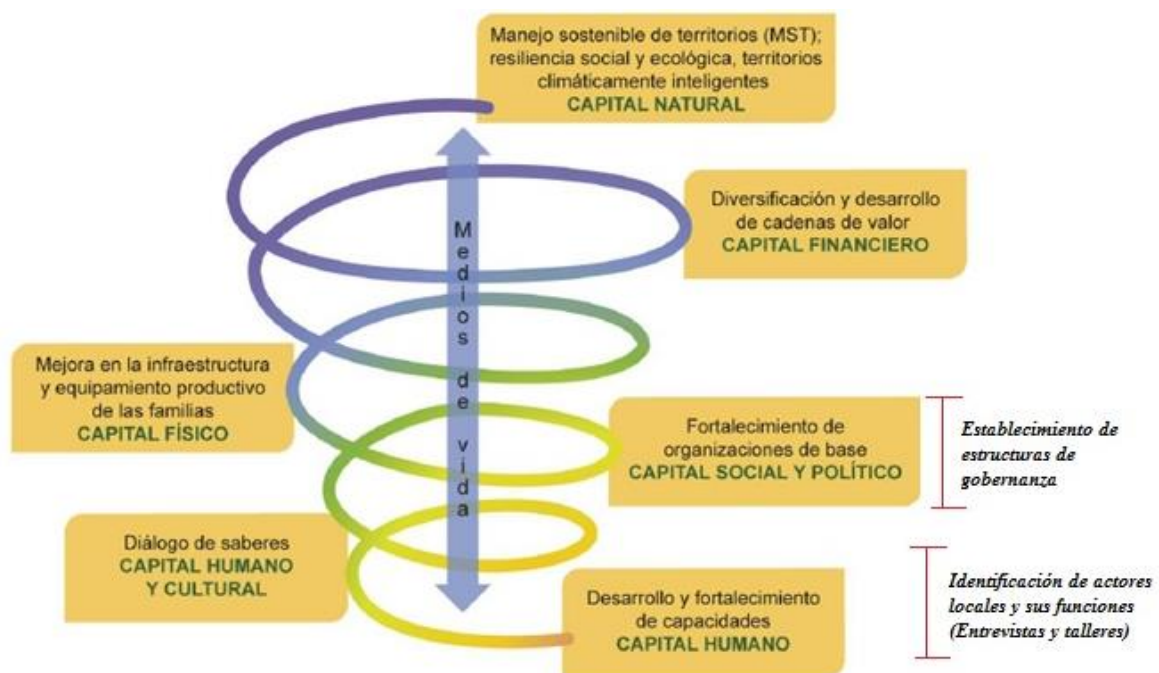 Manejo sostenible de territorios (MST);
resiliencia social y ecológica, territorios
climáticamente inteligentes
CAPITAL NATURAL
Diversificación y desarrollo
de cadenas de valor
CAPITAL FINANCIERO
Medios de vida
Mejora en la infraestructura
y equipamiento productivo
de las familias
CAPITAL FÍSICO
Fortalecimiento de
organizaciones de base
CAPITAL SOCIAL Y POLÍTICO
Establecimiento de
estructuras de
gobernanza
Diálogo de saberes
CAPITAL HUMANO
Y CULTURAL
Desarrollo y fortalecimiento
de capacidades
CAPITAL HUMANO
Identificación de actores
locales y sus funciones
(Entrevistas y talleres)